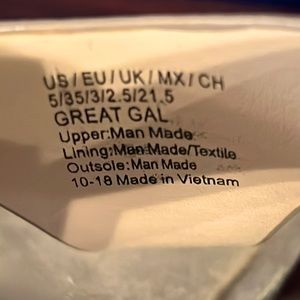 US/EU/UK/MX/CH
5/35/3/2.5/21.5
GREAT GAL
Upper:Man Made
Lining:Man Made/Textile
Outsole:Man Made
10-18 Made in Vietnam